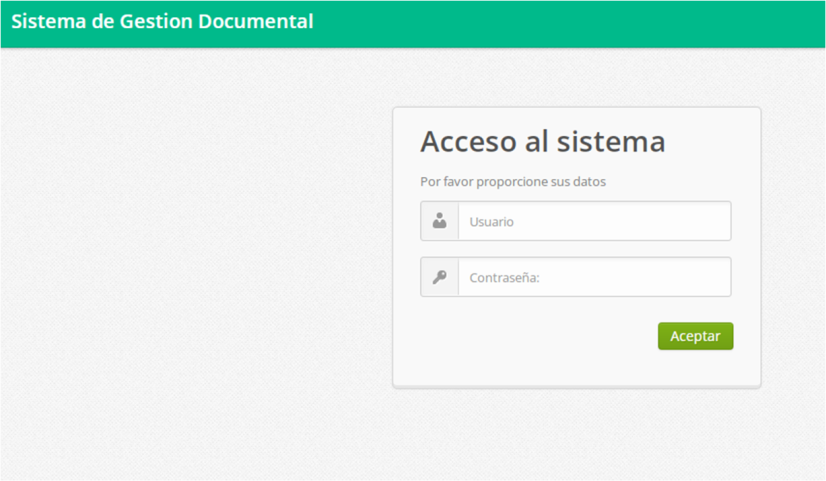 Sistema de Gestion Documental
Acceso al sistema
Por favor proporcione sus datos
Usuario
Contraseña:
Aceptar